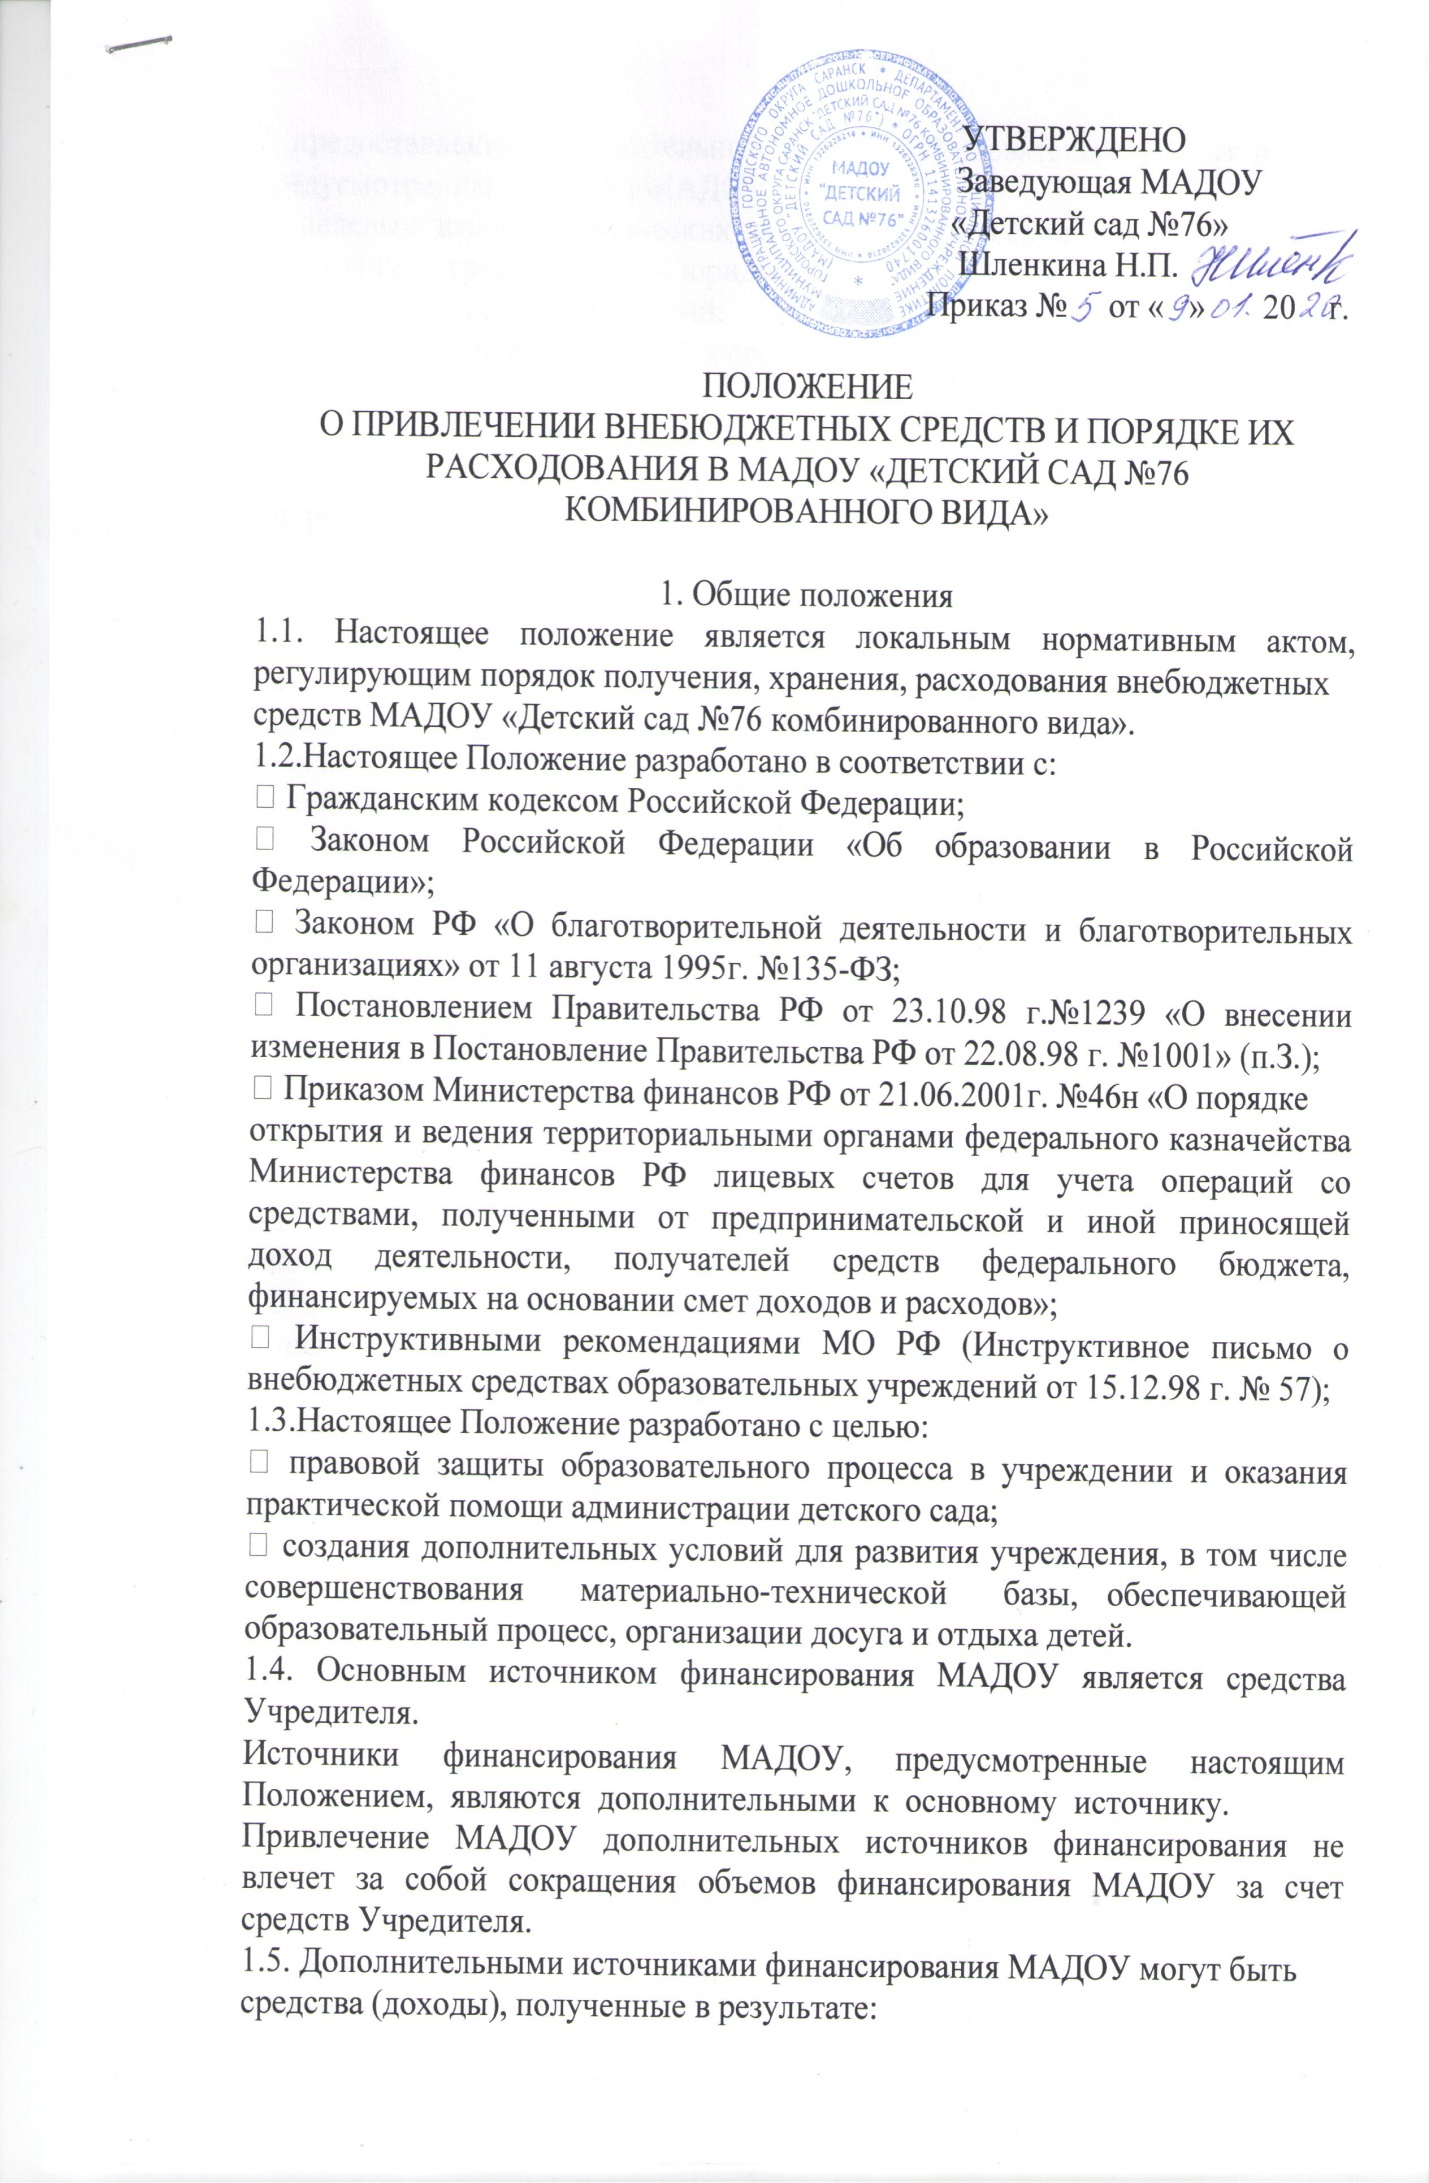 УТВЕРЖДЕНО
Заведующая МАДОУ
«Детский сад №76»
Шленкина Н.П.
Приказ № 5 от « 9 » 01. 2020 г.
МАДОУ
"ДЕТСКИЙ
САД №76"
ПОЛОЖЕНИЕ
О ПРИВЛЕЧЕНИИ ВНЕБЮДЖЕТНЫХ СРЕДСТВ И ПОРЯДКЕ ИХ
РАСХОДОВАНИЯ В МАДОУ «ДЕТСКИЙ САД №76
КОМБИНИРОВАННОГО ВИДА»
1. Общие положения
1.1. Настоящее положение является локальным нормативным актом,
регулирующим порядок получения, хранения, расходования внебюджетных
средств МАДОУ «Детский сад №76 комбинированного вида».
1.2.Настоящее Положение разработано в соответствии с:
Гражданским кодексом Российской Федерации;
Законом Российской Федерации «Об образовании в Российской
Федерации»;
Законом РФ «О благотворительной деятельности и благотворительных
организациях» от 11 августа 1995г. №135-ФЗ;
Постановлением Правительства РФ от 23.10.98 г.№1239 «О внесении
изменения в Постановление Правительства РФ от 22.08.98 г. №1001» (п.3.);
Приказом Министерства финансов РФ от 21.06.2001г. №46н «О порядке
открытия и ведения территориальными органами федерального казначейства
Министерства финансов РФ лицевых счетов для учета операций со
средствами, полученными от предпринимательской и иной приносящей
доход деятельности, получателей средств федерального бюджета,
финансируемых на основании смет доходов и расходов»;
Инструктивными рекомендациями МО РФ (Инструктивное письмо о
внебюджетных средствах образовательных учреждений от 15.12.98 г. № 57);
1.3.Настоящее Положение разработано с целью:
правовой защиты образовательного процесса в учреждении и оказания
практической помощи администрации детского сада;
создания дополнительных условий для развития учреждения, в том числе
совершенствования материально-технической базы, обеспечивающей
образовательный процесс, организации досуга и отдыха детей.
1.4. Основным источником финансирования МАДОУ является средства
Учредителя.
Источники финансирования МАДОУ, предусмотренные настоящим
Положением, являются дополнительными к основному источнику.
Привлечение МАДОУ дополнительных источников финансирования не
влечет за собой сокращения объемов финансирования МАДОУ за счет
средств Учредителя.
1.5. Дополнительными источниками финансирования МАДОУ могут быть
средства (доходы), полученные в результате: